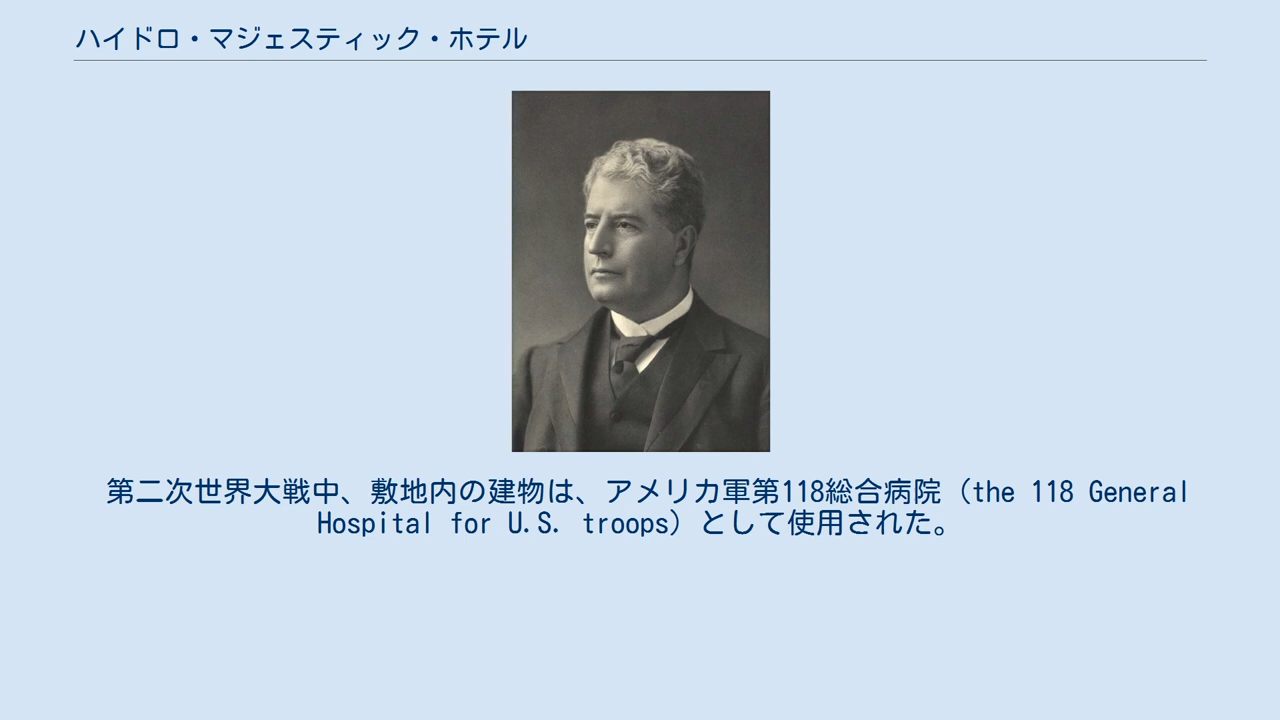 ハイドロ・マジェスティック・ホテル
第二次世界大戦中、敷地内の建物は、アメリカ軍第118総合病院（the 118 General
Hospital for U.S. troops）として使用された。